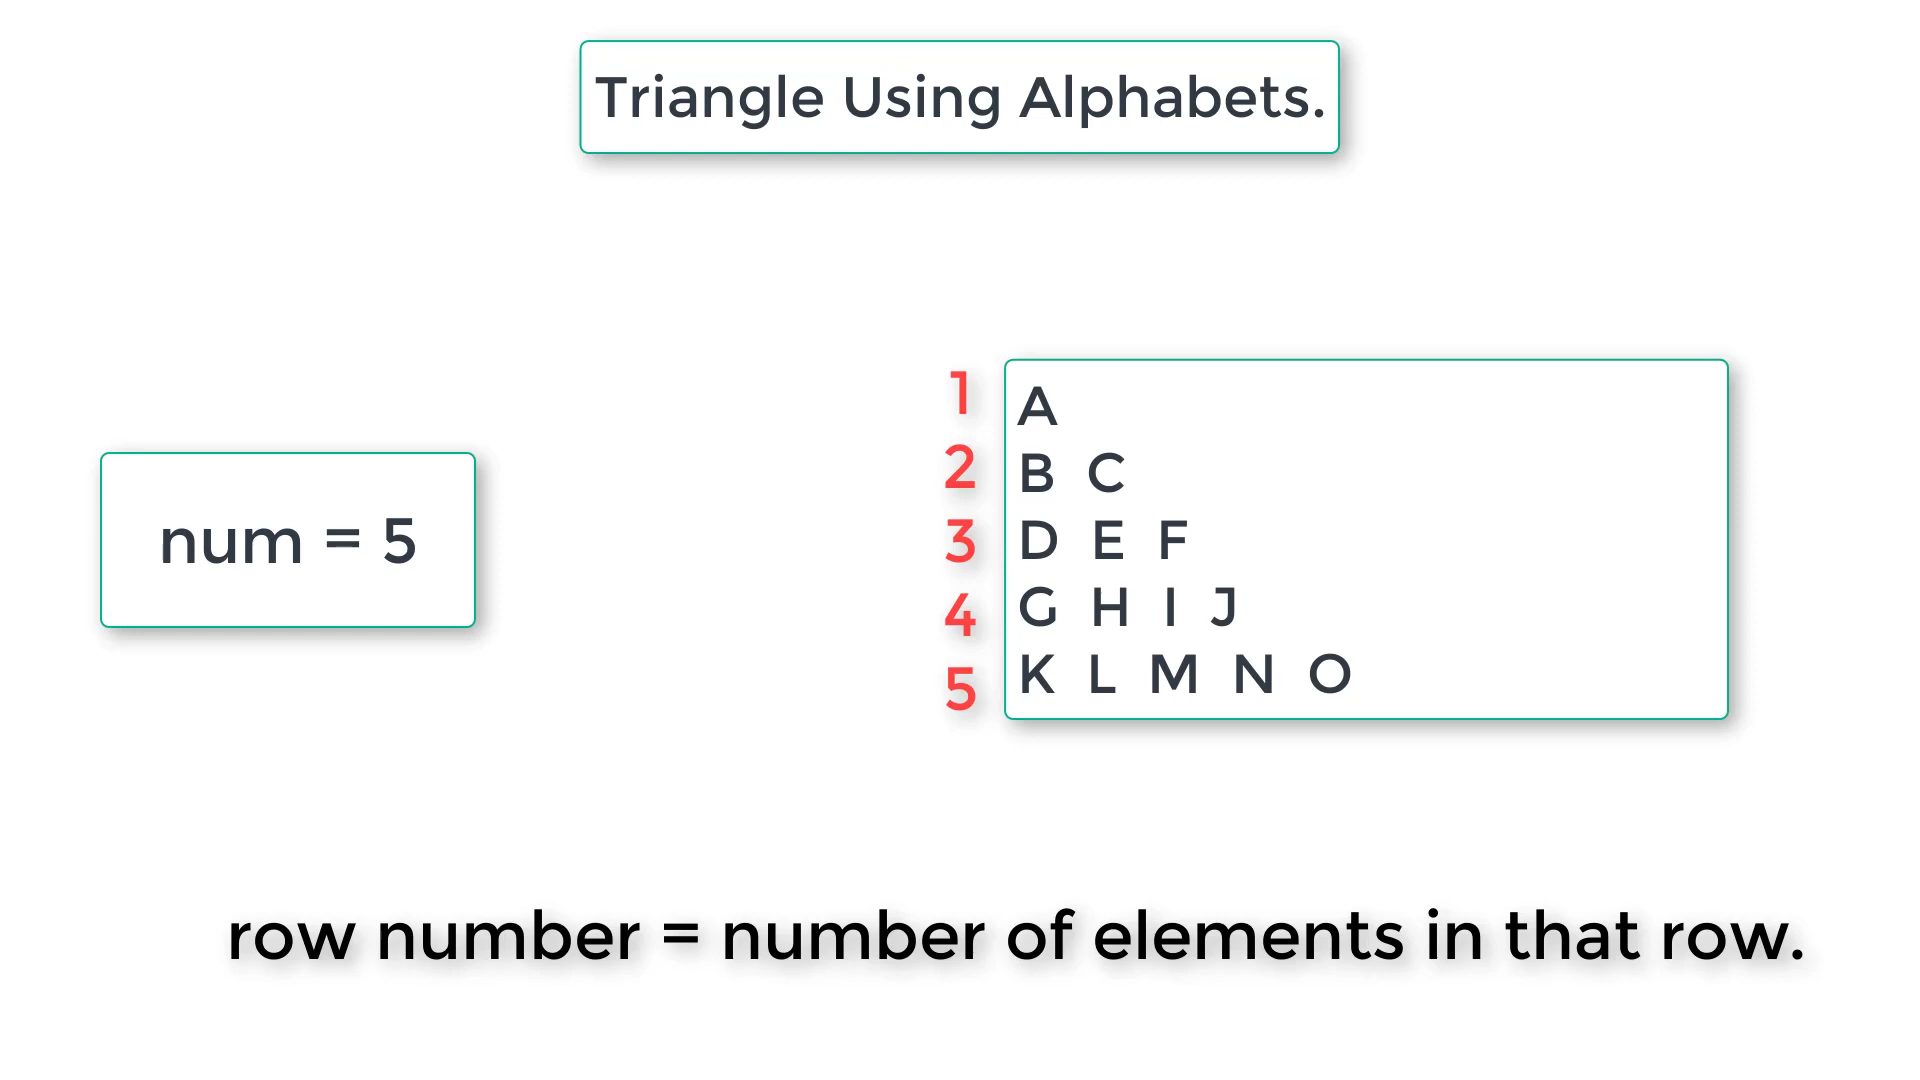 Triangle Using Alphabets.
num = 5
1 A
2 B C
3 D E F
4 G H I J
5 K L M N O
row number = number of elements in that row.